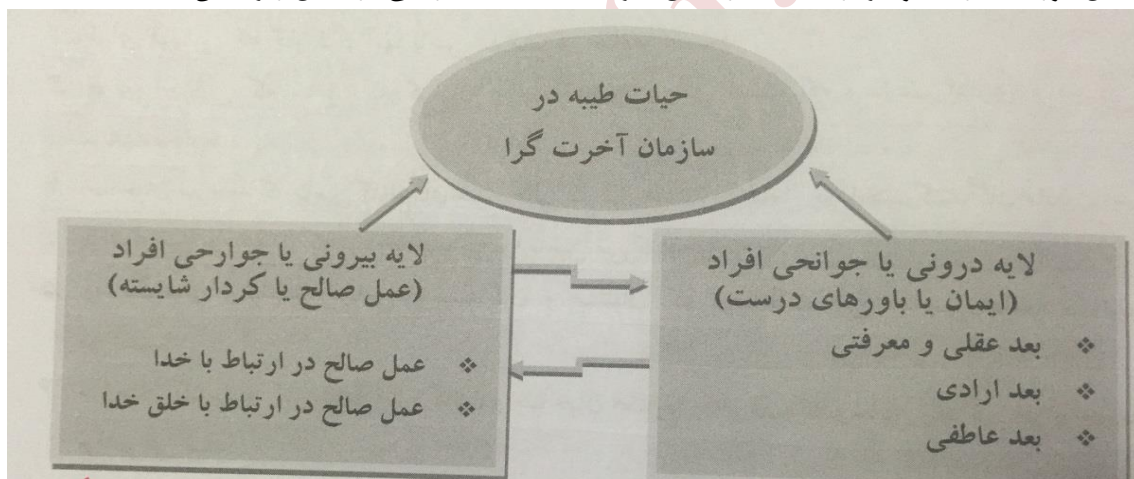 حیات طیبه در
سازمان آخرت گرا
لایه درونی یا جوانحی افراد
(ایمان یا باورهای درست)
❖ بعد عقلی و معرفتی
❖ بعد ارادی
❖ بعد عاطفی
لایه بیرونی یا جوارحی افراد
(عمل صالح یا کردار شایسته)
❖ عمل صالح در ارتباط با خدا
❖ عمل صالح در ارتباط با خلق خدا